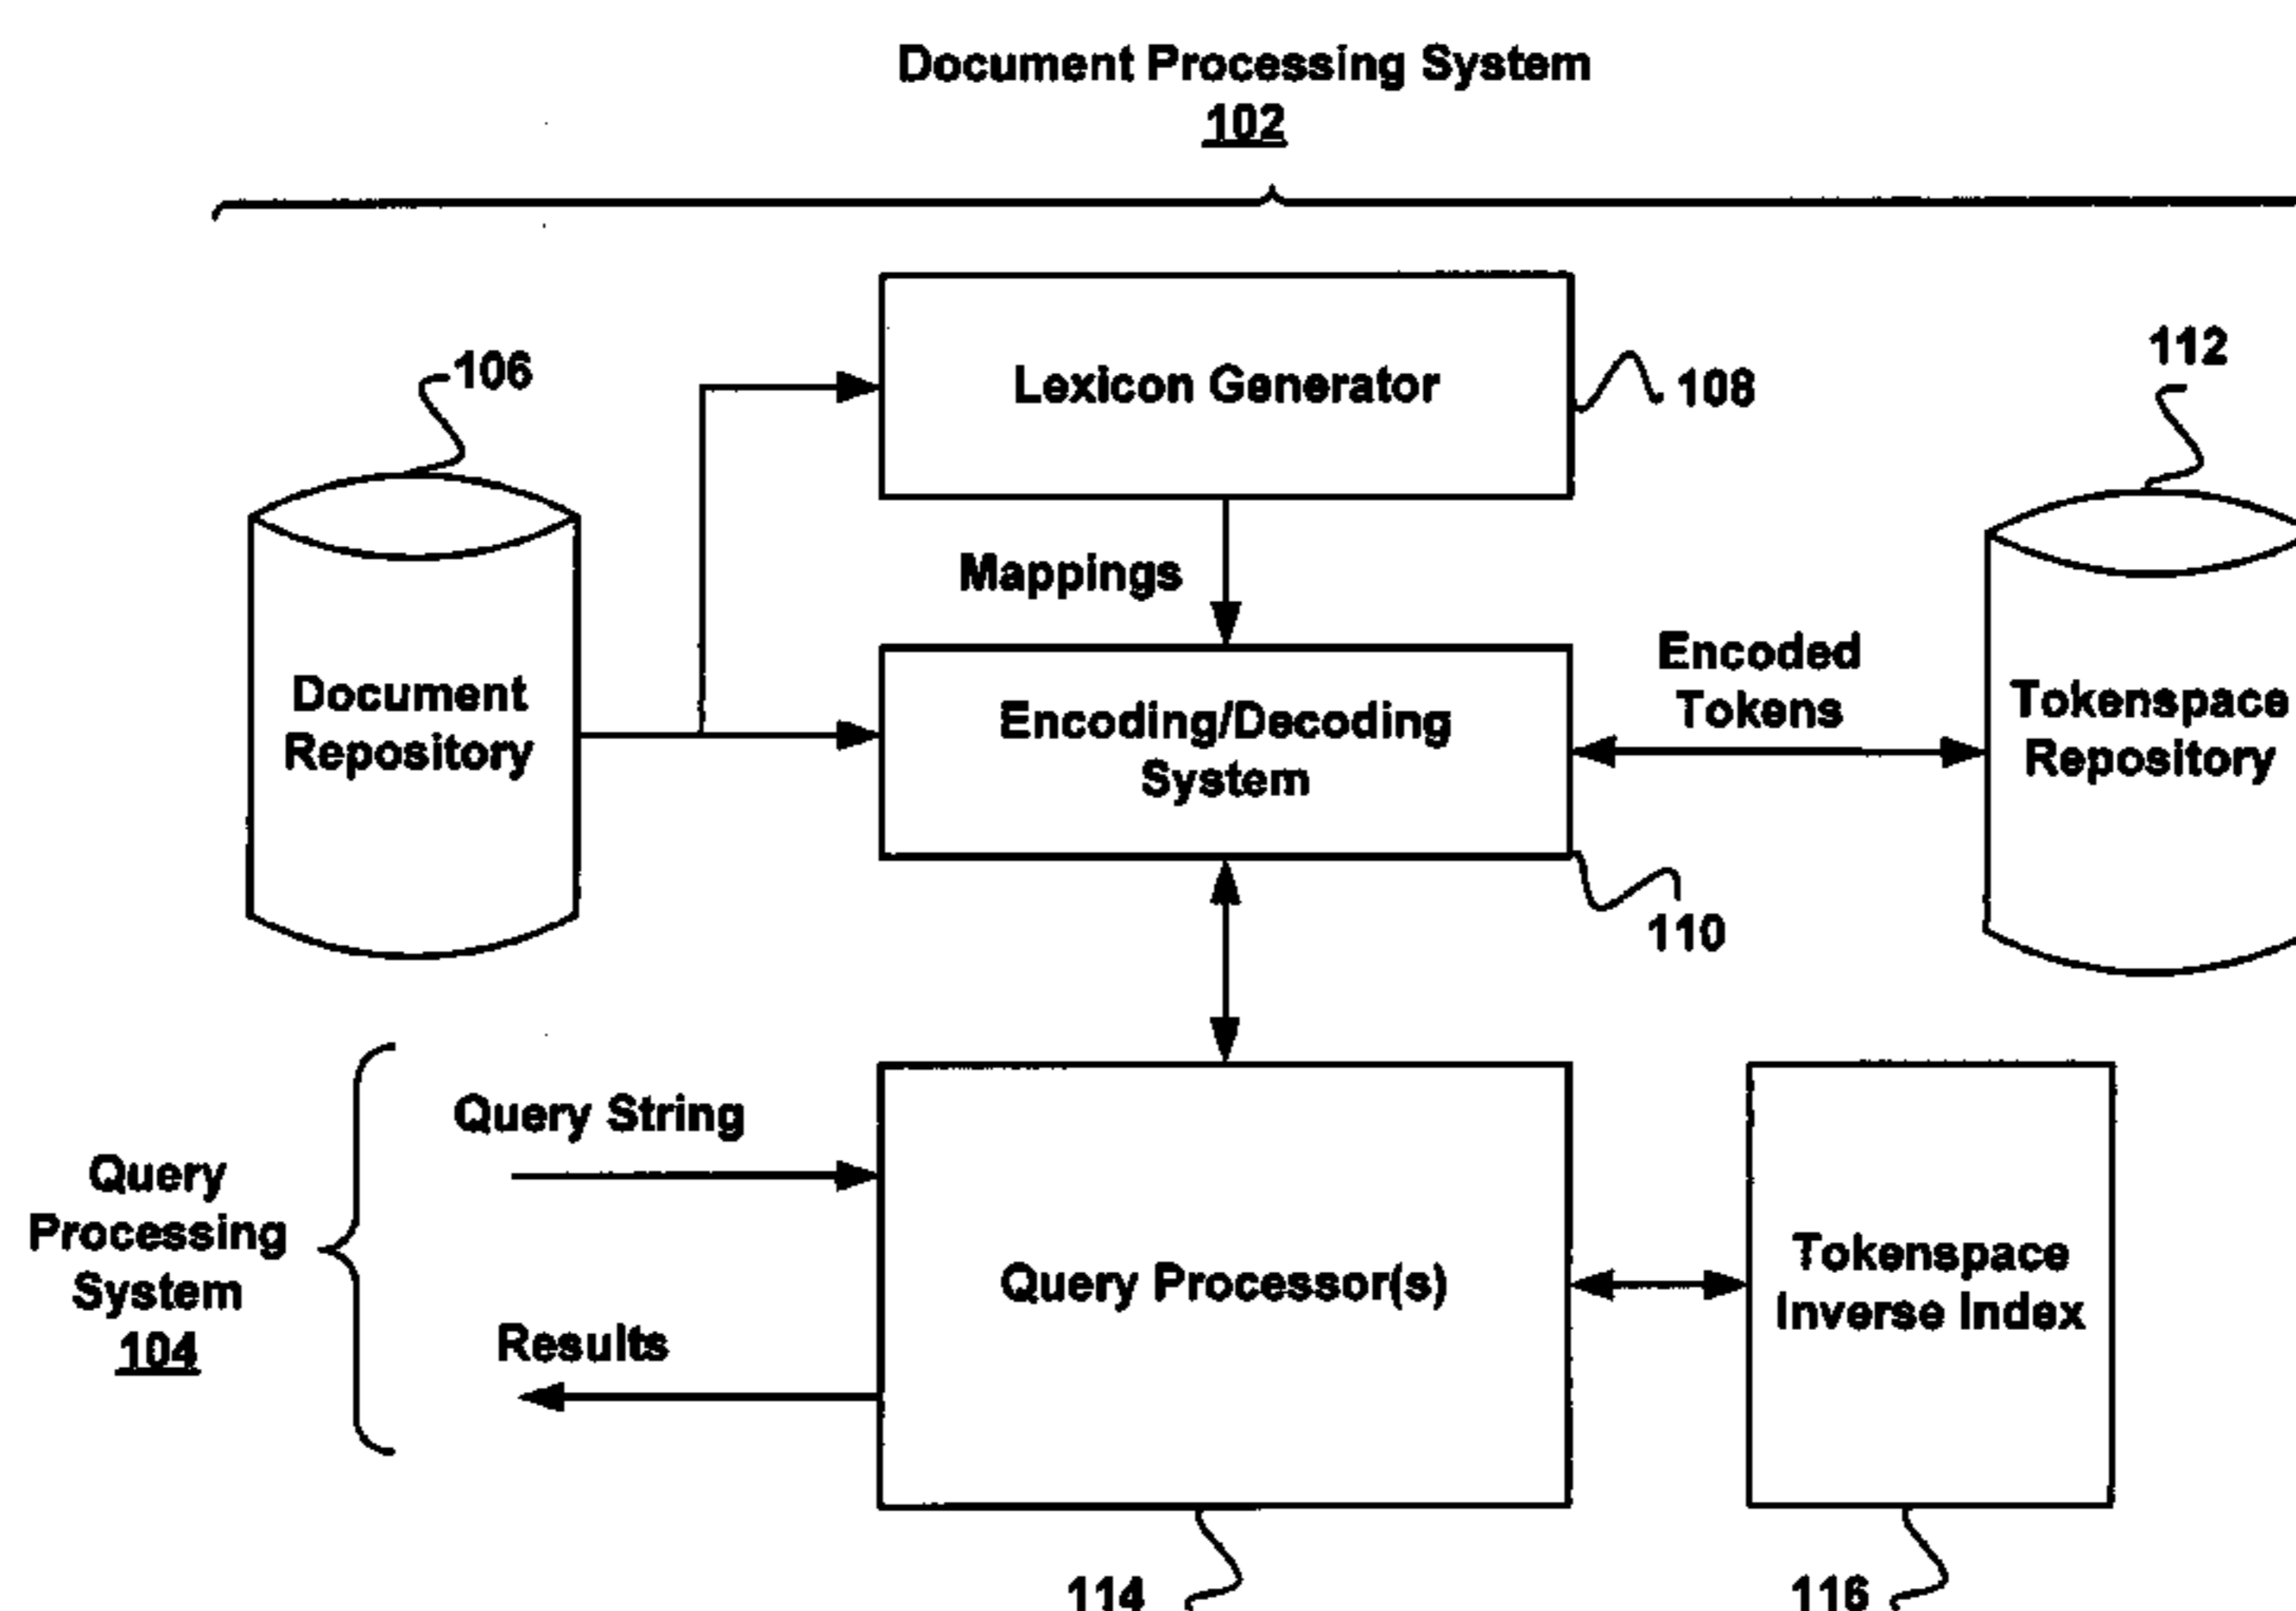 Document Processing System
102
106
Lexicon Generator
108
112
Mappings
Document
Repository
Encoding/Decoding
System
Encoded
Tokens
Tokenspace
Repository
110
Query
Processing
System
104
Query String
Results
Query Processor(s)
Tokenspace
Inverse Index
114
116